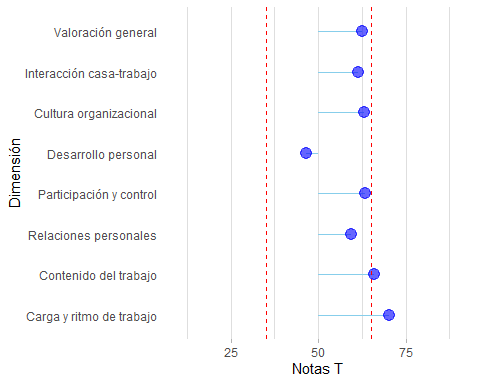 Valoración general
Interacción casa-trabajo
Cultura organizacional
Desarrollo personal
Participación y control
Relaciones personales
Contenido del trabajo
Carga y ritmo de trabajo
Dimensión
25 50 75
Notas T